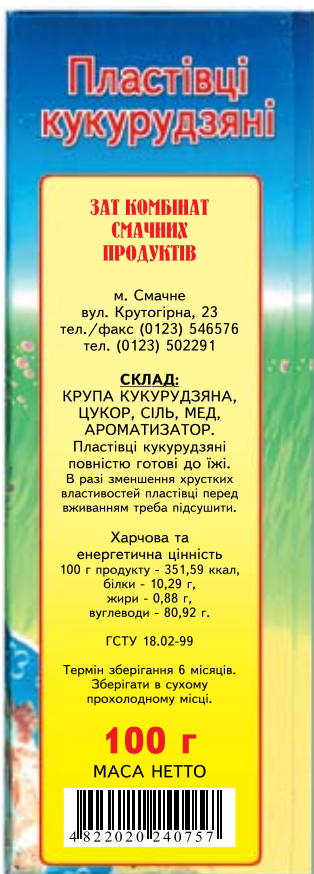 Пластівці
кукурудзяні
ЗАТ КОМБІНАТ
СМАЧНИХ
ПРОДУКТІВ
м. Смачне
вул. Крутогірна, 23
тел./факс (0123) 546576
тел. (0123) 502291
СКЛАД:
КРУПА КУКУРУДЗЯНА,
ЦУКОР, СІЛЬ, МЕД,
АРОМАТИЗАТОР.
Пластівці кукурудзяні
повністю готові до їжі.
В разі зменшення хрустких
властивостей пластівці перед
вживанням треба підсушити.
Харчова та
енергетична цінність
100 г продукту - 351,59 ккал,
білки - 10,29 г,
жири - 0,88 г,
вуглеводи - 80,92 г.
ГСТУ 18.02-99
Термін зберігання 6 місяців.
Зберігати в сухому
прохолодному місці.
100 г
МАСА НЕТТО
4 822020 240757